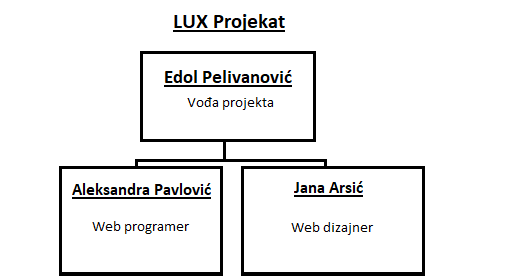 LUX Projekat
Edol Pelivanović
Vođa projekta
Aleksandra Pavlović
Web programer
Jana Arsić
Web dizajner